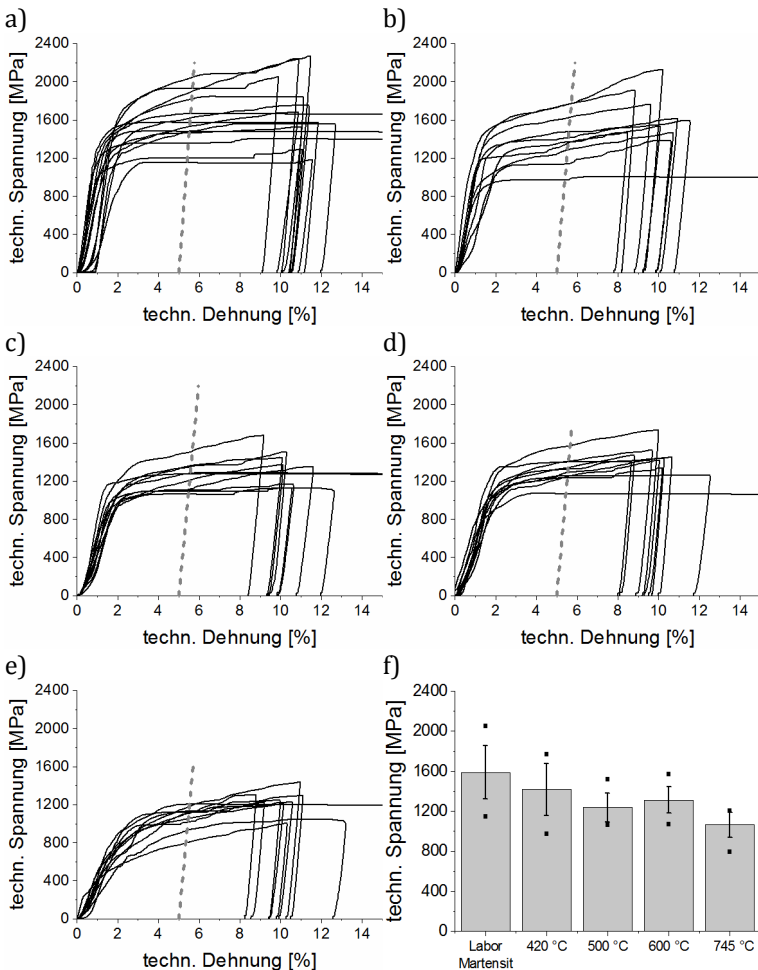 a)
techn. Spannung [MPa]
2400
2000
1600
1200
800
400
0
0 2 4 6 8 10 12 14
techn. Dehnung [%]
b)
techn. Spannung [MPa]
2400
2000
1600
1200
800
400
0
0 2 4 6 8 10 12 14
techn. Dehnung [%]
c)
techn. Spannung [MPa]
2400
2000
1600
1200
800
400
0
0 2 4 6 8 10 12 14
techn. Dehnung [%]
d)
techn. Spannung [MPa]
2400
2000
1600
1200
800
400
0
0 2 4 6 8 10 12 14
techn. Dehnung [%]
e)
techn. Spannung [MPa]
2400
2000
1600
1200
800
400
0
0 2 4 6 8 10 12 14
techn. Dehnung [%]
f)
techn. Spannung [MPa]
2400
2000
1600
1200
800
400
0
Labor 420 °C 500 °C 600 °C 745 °C
Martensit